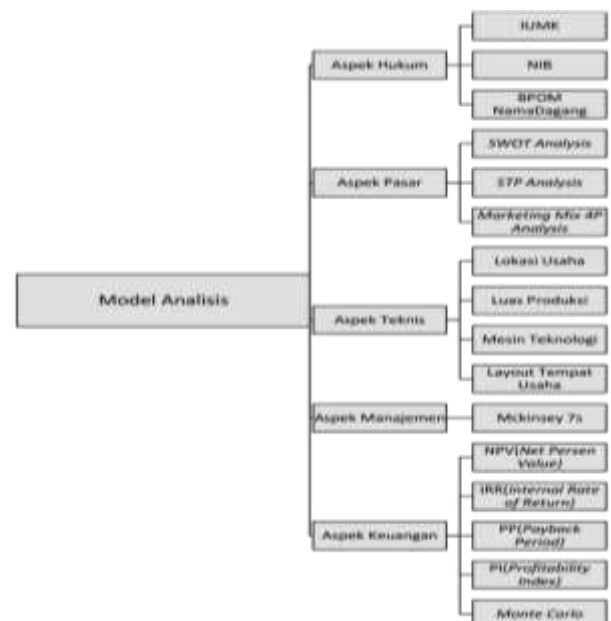 Model Analisis
Aspek Hukum
IUMK
NIB
BPOM
NamaDagang
Aspek Pasar
SWOT Analysis
STP Analysis
Marketing Mix 4P
Analysis
Aspek Teknis
Lokasi Usaha
Luas Produksi
Mesin Teknologi
Layout Tempat
Usaha
Aspek Manajemen
Mckinsey 7s
Aspek Keuangan
NPV(Net Persen
Value)
IRR(Internal Rate
of Return)
PP(Payback
Period)
PI(Profitability
Index)
Monte Carlo